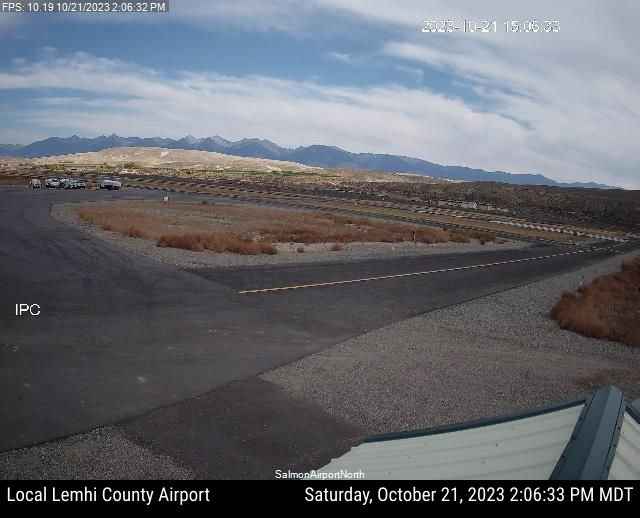 FPS: 10.19 10/21/2023 2:06:32 PM
2023-10-21 15:06:33
IPC
SalmonAirportNorth
Local Lemhi County Airport Saturday, October 21, 2023 2:06:33 PM MDT